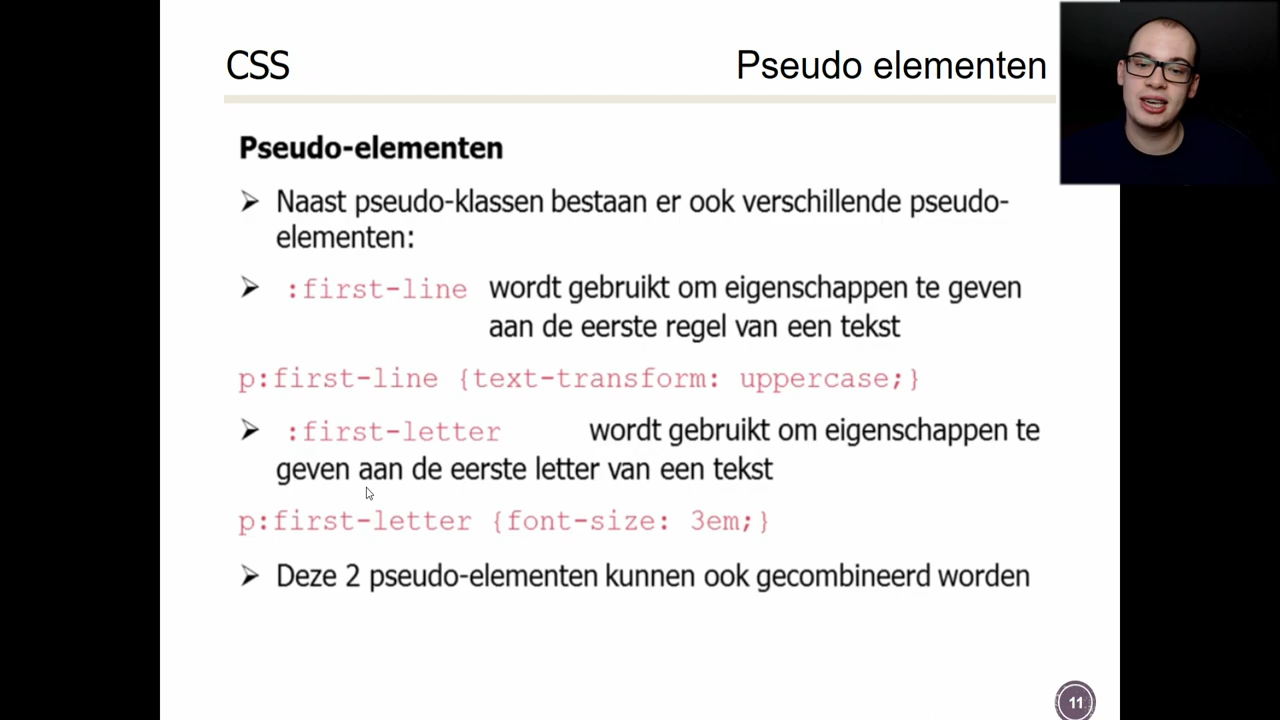 CSS
Pseudo elementen
Pseudo-elementen
➢ Naast pseudo-klassen bestaan er ook verschillende pseudo-
elementen:
➢ :first-line wordt gebruikt om eigenschappen te geven
aan de eerste regel van een tekst
p:first-line {text-transform: uppercase;}
➢ :first-letter wordt gebruikt om eigenschappen te
geven aan de eerste letter van een tekst
p:first-letter {font-size: 3em;}
➢ Deze 2 pseudo-elementen kunnen ook gecombineerd worden
11